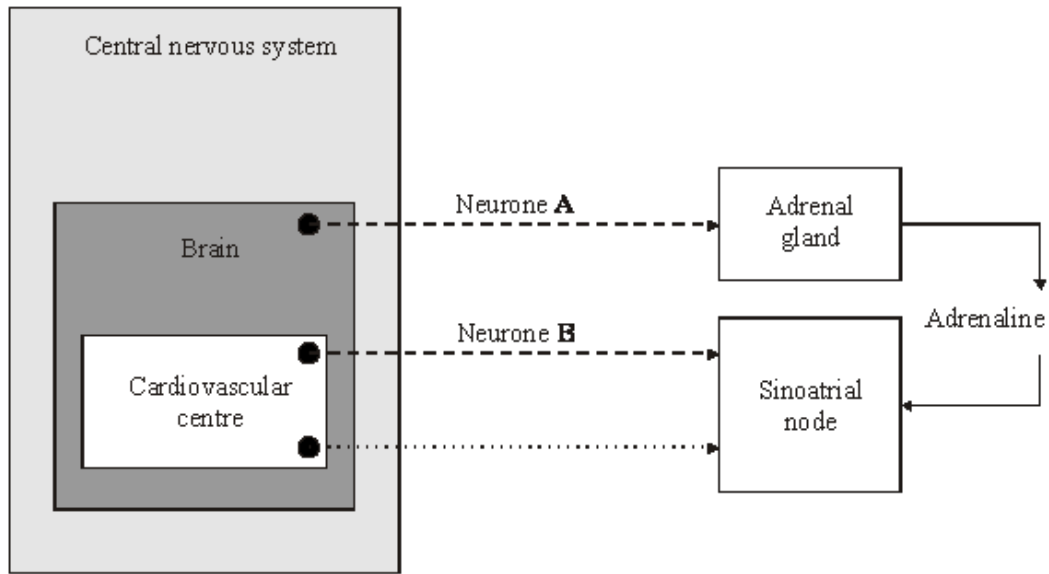 Central nervous system
Neurone A
Adrenal
gland
Brain
Adrenaline
Neurone B
Cardiovascular
centre
Sinoatrial
node